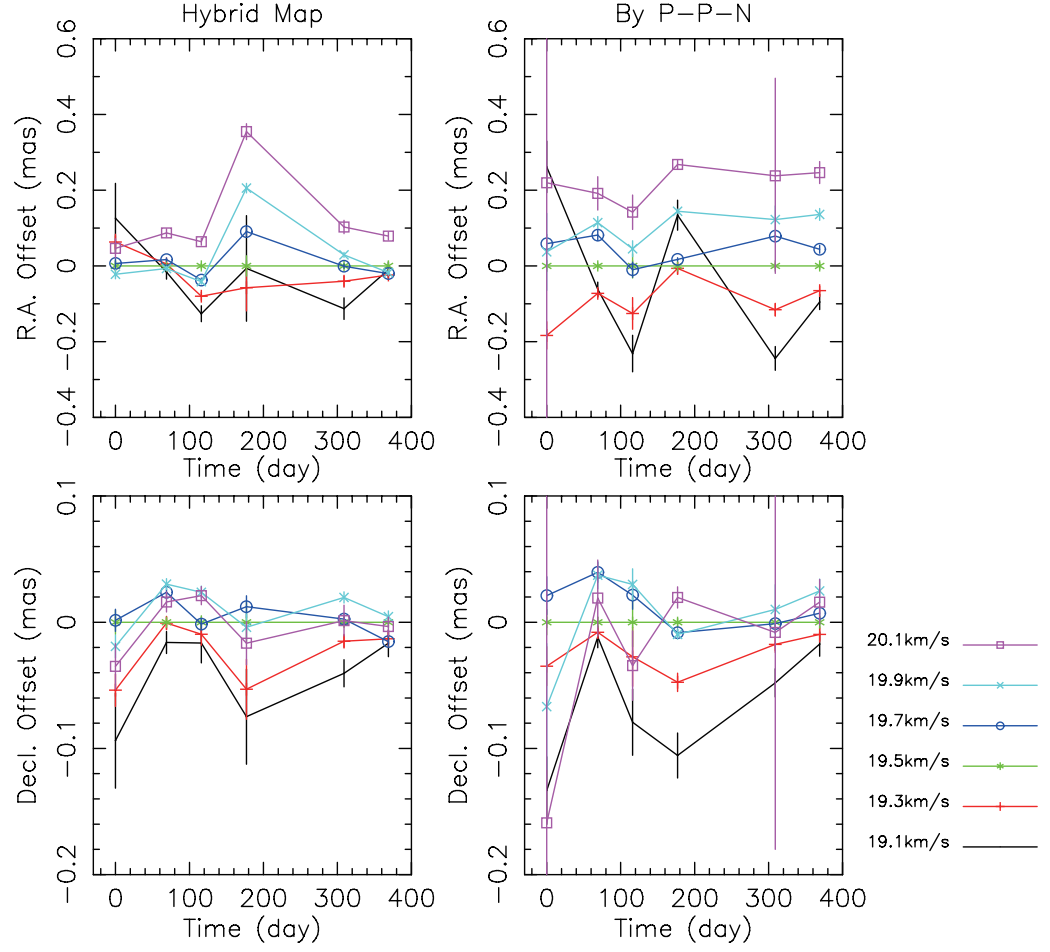 Hybrid Map
By P-P-N
R.A. Offset (mas)
0.6
0.4
0.2
0
-0.2
-0.4
0 100 200 300 400
Time (day)
R.A. Offset (mas)
0.6
0.4
0.2
0
-0.2
-0.4
0 100 200 300 400
Time (day)
Decl. Offset (mas)
0.1
0
-0.1
-0.2
0 100 200 300 400
Time (day)
Decl. Offset (mas)
0.1
0
-0.1
-0.2
0 100 200 300 400
Time (day)
20.1km/s
19.9km/s
19.7km/s
19.5km/s
19.3km/s
19.1km/s